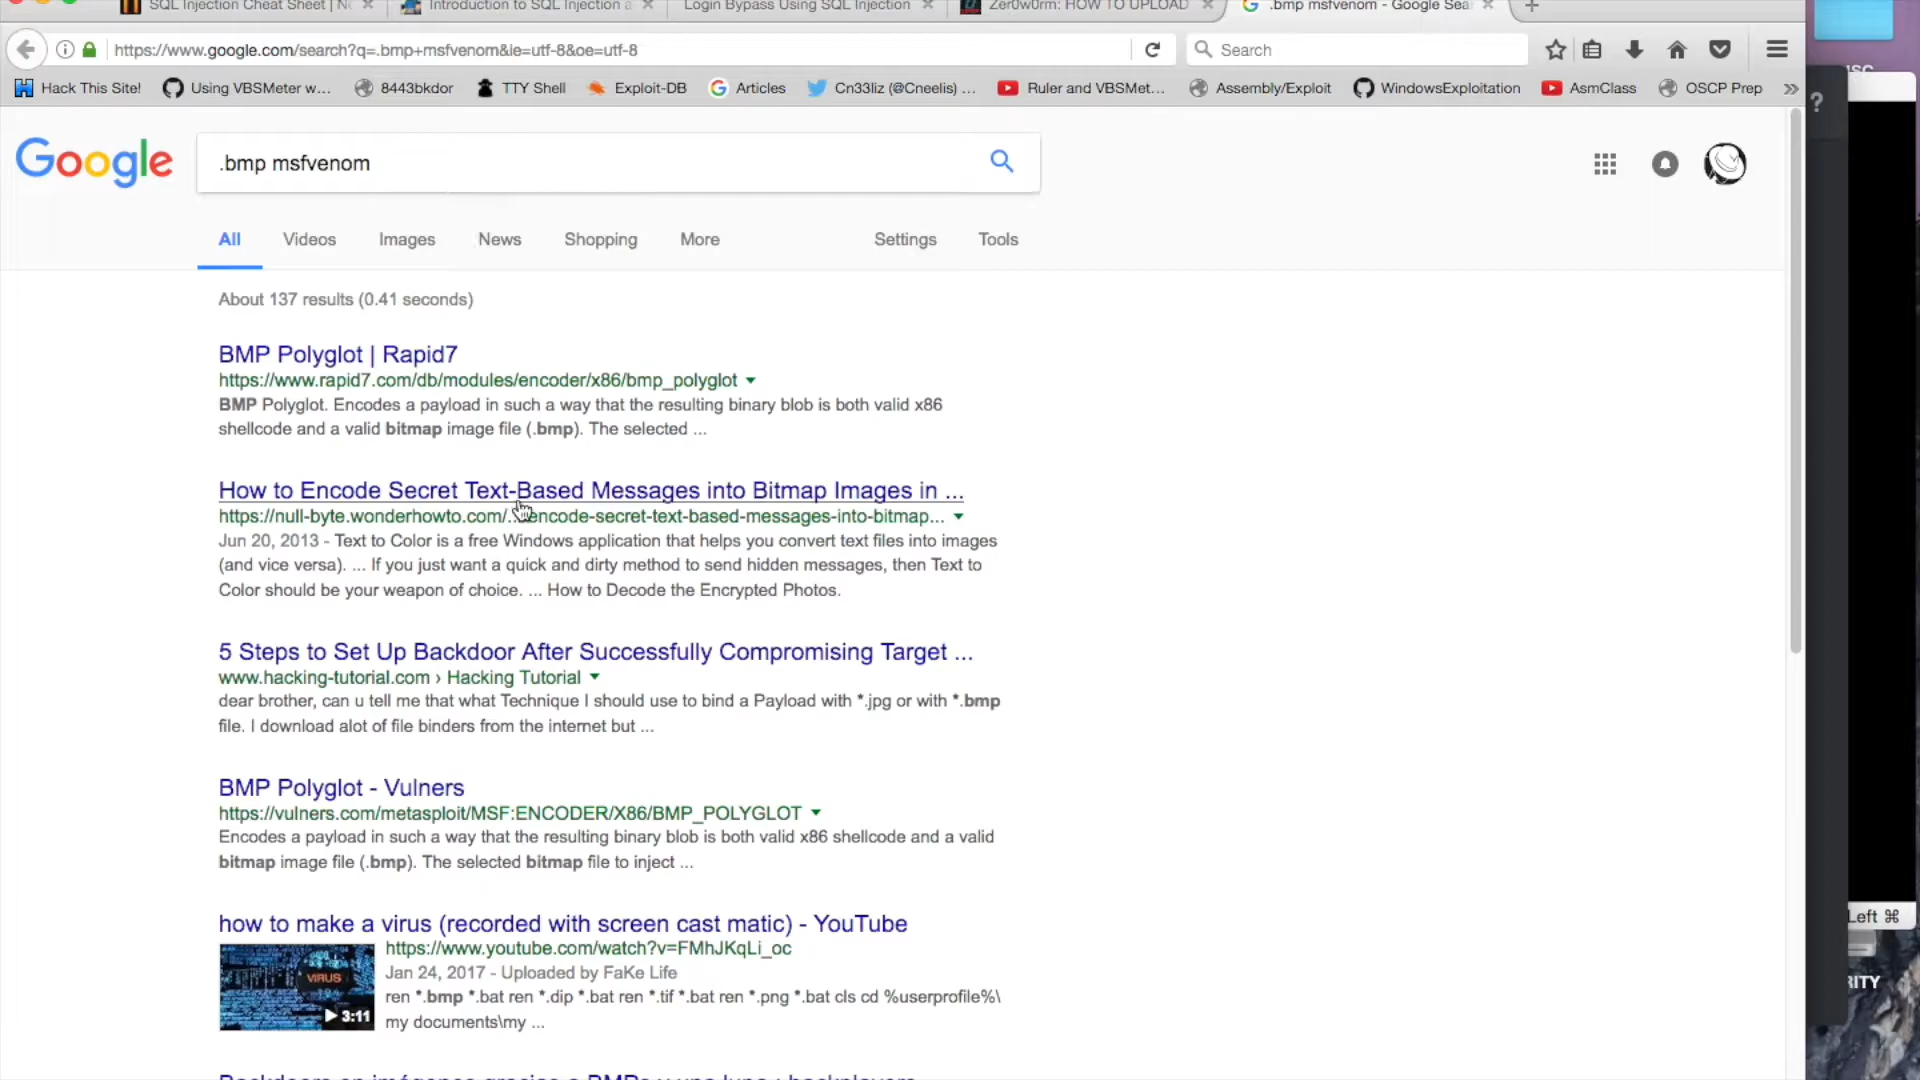 SQL Injection Cheat Sheet | Ne
Introduction to SQL Injection a
Login Bypass Using SQL Injection
Zer0w0rm: HOW TO UPLOAD
.bmp msfvenom - Google Sear
https://www.google.com/search?q=.bmp+msfvenom&ie=utf-8&oe=utf-8
Search
Hack This Site!
Using VBSMeter w...
8443bkdor
TTY Shell
Exploit-DB
Articles
Cn33liz (@Cneelis) ...
Ruler and VBSMet...
Assembly/Exploit
WindowsExploitation
AsmClass
OSCP Prep
»
?
Google
.bmp msfvenom
All
Videos
Images
News
Shopping
More
Settings
Tools
About 137 results (0.41 seconds)
BMP Polyglot | Rapid7
https://www.rapid7.com/db/modules/encoder/x86/bmp_polyglot
BMP Polyglot. Encodes a payload in such a way that the resulting binary blob is both valid x86
shellcode and a valid bitmap image file (.bmp). The selected ...
How to Encode Secret Text-Based Messages into Bitmap Images in ...
https://null-byte.wonderhowto.com/...encode-secret-text-based-messages-into-bitmap...
Jun 20, 2013 - Text to Color is a free Windows application that helps you convert text files into images
(and vice versa). ... If you just want a quick and dirty method to send hidden messages, then Text to
Color should be your weapon of choice. ... How to Decode the Encrypted Photos.
5 Steps to Set Up Backdoor After Successfully Compromising Target ...
www.hacking-tutorial.com › Hacking Tutorial
dear brother, can u tell me that what Technique I should use to bind a Payload with *.jpg or with *.bmp
file. I download alot of file binders from the internet but ...
BMP Polyglot - Vulners
https://vulners.com/metasploit/MSF:ENCODER/X86/BMP_POLYGLOT
Encodes a payload in such a way that the resulting binary blob is both valid x86 shellcode and a valid
bitmap image file (.bmp). The selected bitmap file to inject ...
how to make a virus (recorded with screen cast matic) - YouTube
https://www.youtube.com/watch?v=FMhJKqLi_oc
Jan 24, 2017 - Uploaded by FaKe Life
ren *.bmp *.bat ren *.dip *.bat ren *.tif *.bat ren *.png *.bat cls cd %userprofile%\
my documents\my ...
VIRUS
3:11
Left ⌘